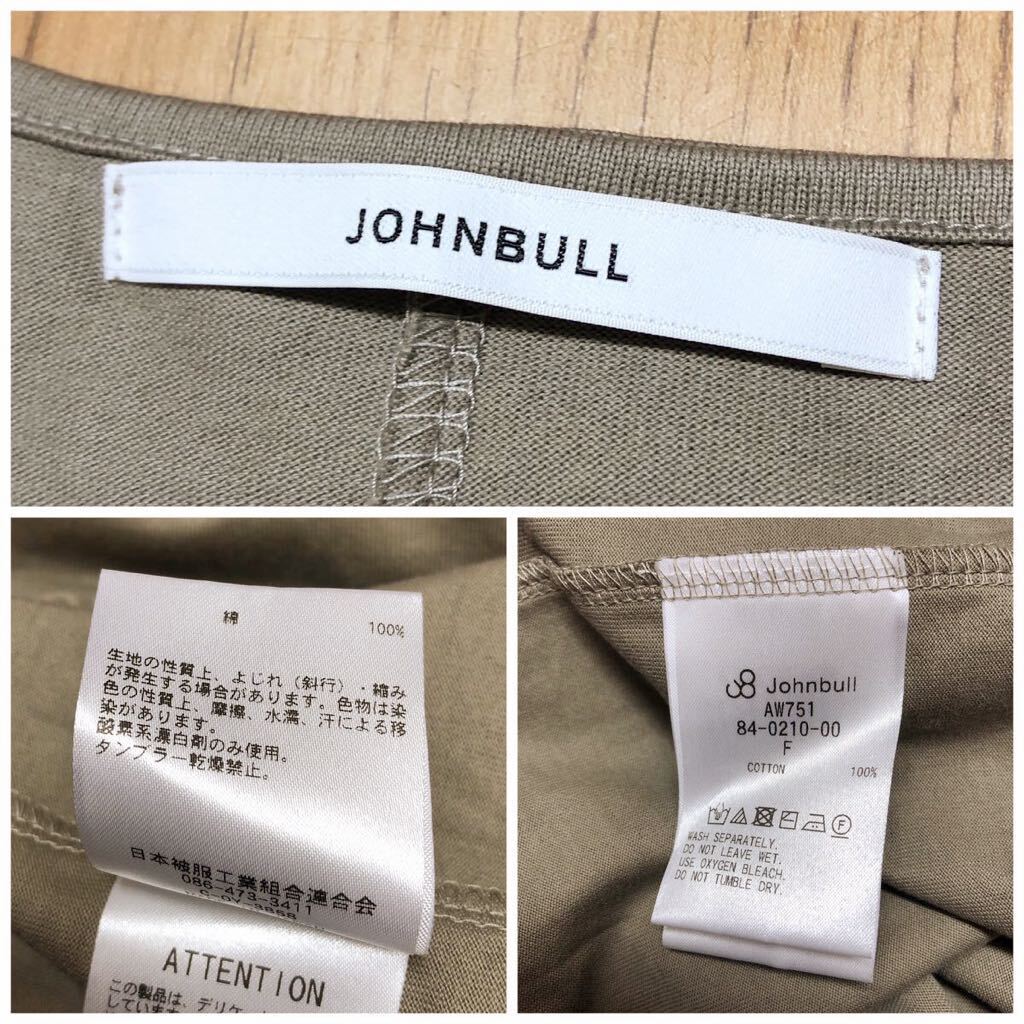 JOHNBULL
綿 100%
生地の性質上、よじれ（斜行）・縮み
が発生する場合があります。色物は染
色の性質上、摩擦、水濡、汗による移
染があります。
酸素系漂白剤のみ使用。
タンブラー乾燥禁止。
日本被服工業組合連合会
086-473-3411
ATTENTION
この製品は、デリケー
しています
Johnbull
AW751
84-0210-00
F
COTTON 100%
F
WASH SEPARATELY.
DO NOT LEAVE WET.
USE OXYGEN BLEACH.
DO NOT TUMBLE DRY.